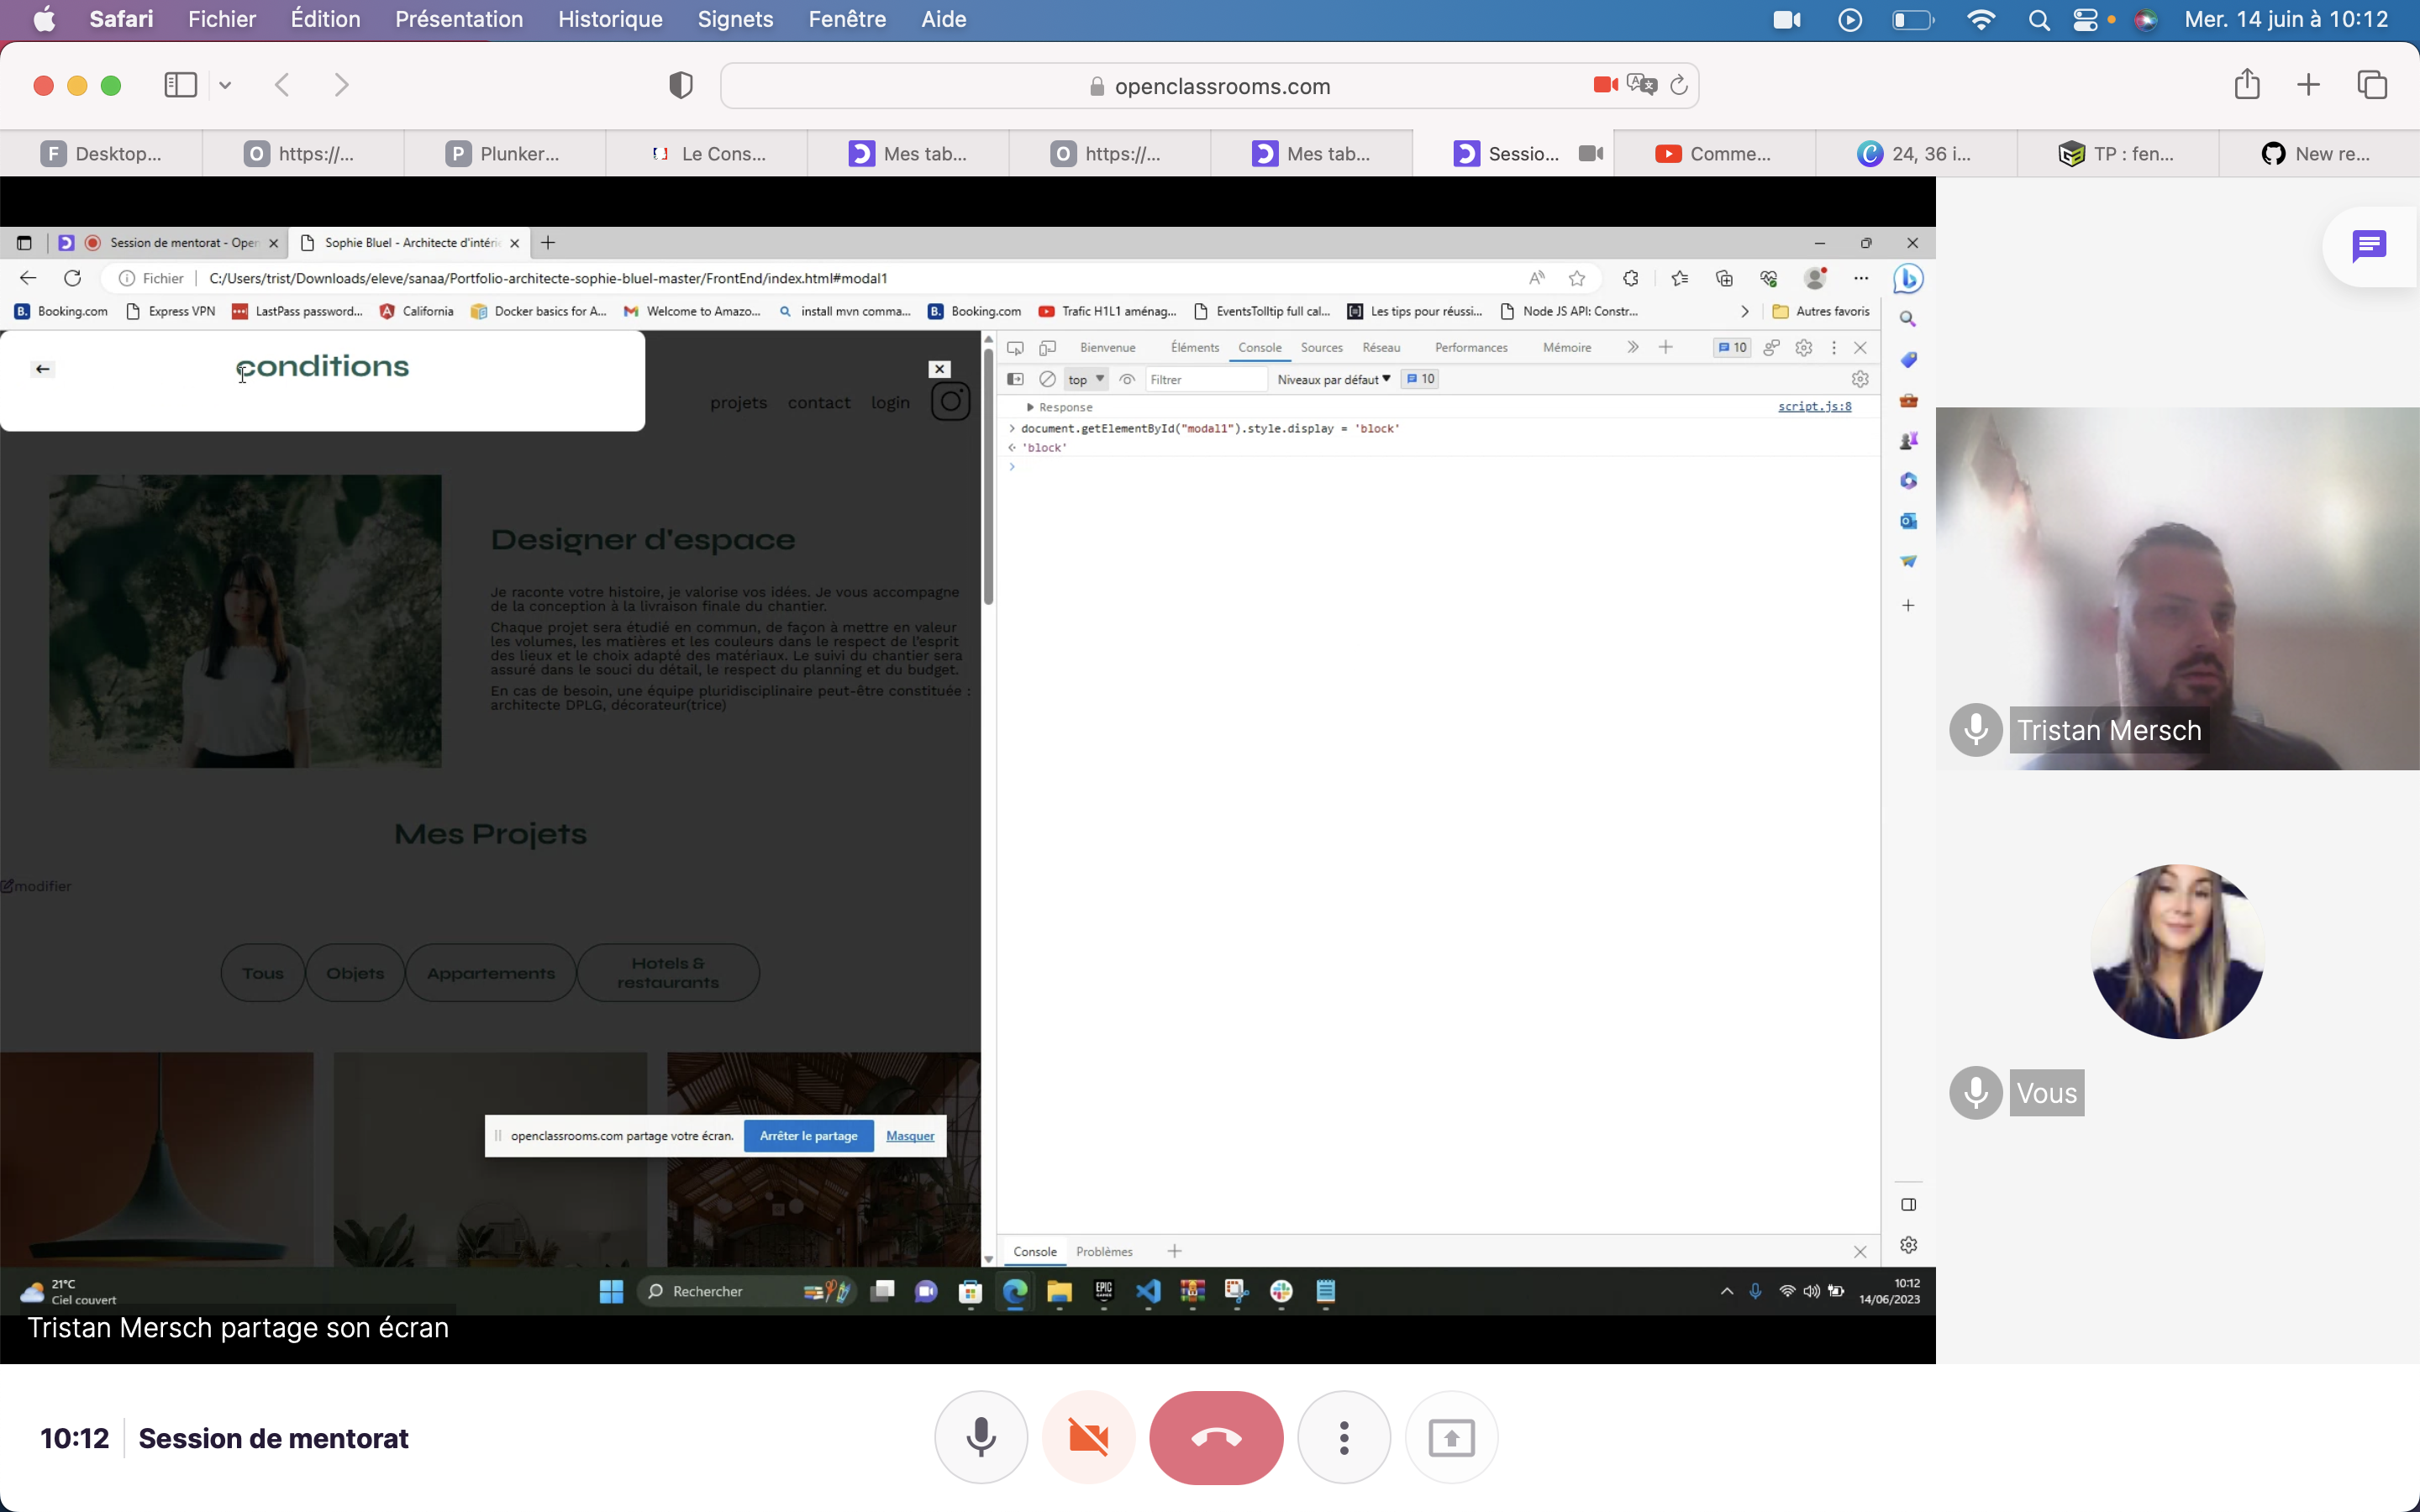 Safari Fichier Édition Présentation Historique Signets Fenêtre Aide Mer. 14 juin à 10:12
openclassrooms.com
F Desktop... O https://... P Plunker... Le Cons... Mes tab... O https://... Mes tab... Sessio... Comme... 24, 36 i... TP : fen... New re...
Session de mentorat - Open Sophie Bluel - Architecte d'intérie
Fichier C:/Users/trist/Downloads/eleve/sanaa/Portfolio-architecte-sophie-bluel-master/FrontEnd/index.html#modal1
Booking.com Express VPN LastPass password... California Docker basics for A... Welcome to Amazo... install mvn comma... Booking.com Trafic H1L1 aménag... EventsTolltip full cal... Les tips pour réussi... Node JS API: Constr... Autres favoris
conditions
projets contact login
Designer d'espace
Je raconte votre histoire, je valorise vos idées. Je vous accompagne
de la conception à la livraison finale du chantier.
Chaque projet sera étudié en commun, de façon à mettre en valeur
les volumes, les matières et les couleurs dans le respect de l'esprit
des lieux et le choix adapté des matériaux. Le suivi du chantier sera
assuré dans le souci du détail, le respect du planning et du budget.
En cas de besoin, une équipe pluridisciplinaire peut-être constituée :
architecte DPLG, décorateur(trice)
Mes Projets
modifier
Tous Objets Appartements Hotels &
restaurants
openclassrooms.com partage votre écran. Arrêter le partage Masquer
Bienvenue Éléments Console Sources Réseau Performances Mémoire 10
top Filtrer Niveaux par défaut 10
Response script.js:8
document.getElementById("modal1").style.display = 'block'
'block'
Console Problèmes
Tristan Mersch
Vous
21°C
Ciel couvert
Rechercher
EPIC
GAMES
10:12
14/06/2023
Tristan Mersch partage son écran
10:12 Session de mentorat